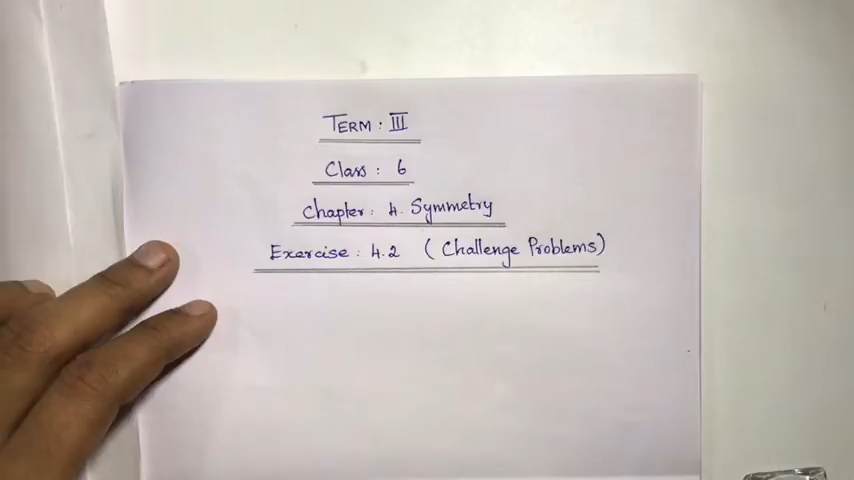 TERM : III
Class : 6
Chapter : 4. Symmetry
Exercise : 4.2 ( Challenge Problems)